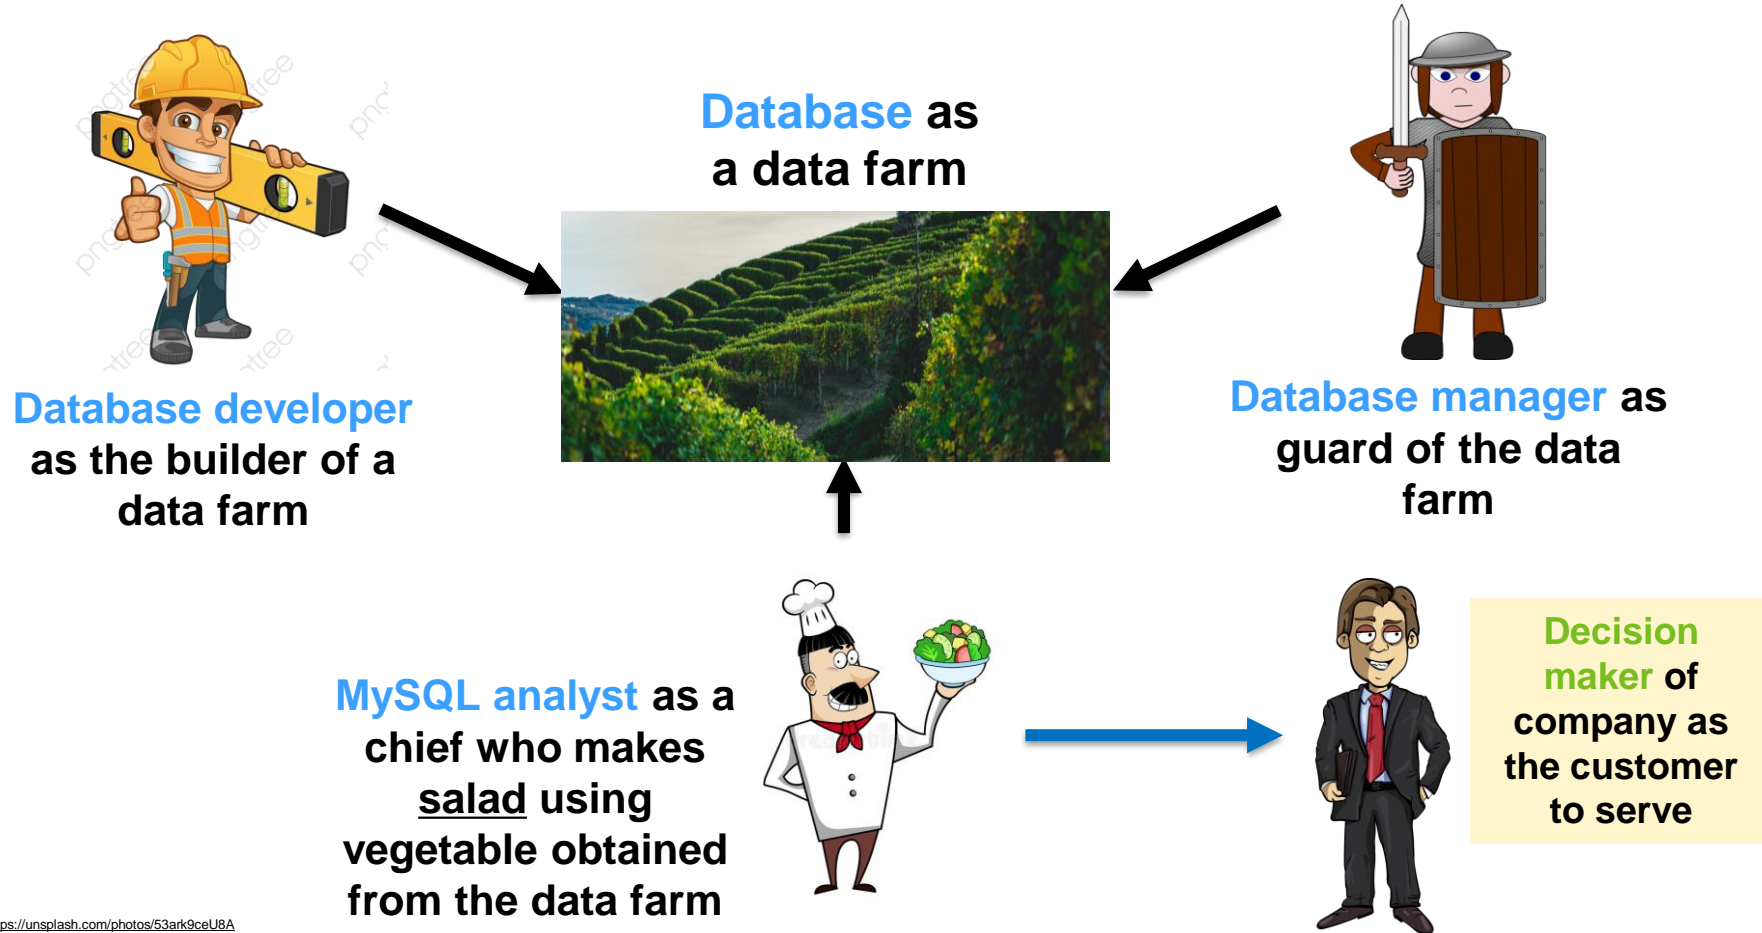 Database as
a data farm
Database developer
as the builder of a
data farm
Database manager as
guard of the data
farm
MySQL analyst as a
chief who makes
salad using
vegetable obtained
from the data farm
Decision
maker of
company as
the customer
to serve
ps://unsplash.com/photos/53ark9ceU8A
pngtree